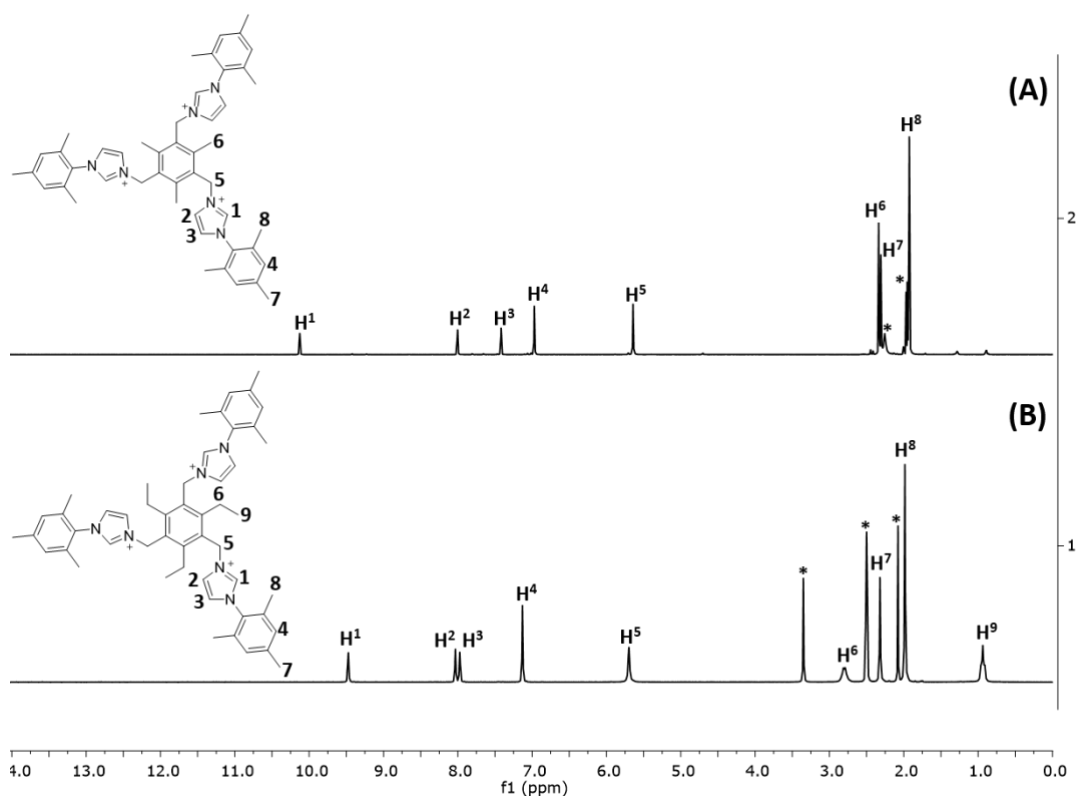 (A)
N
N
+
6
5
N
N
+
N
+
2
1
8
3
N
4
7
H¹
H²
H³
H⁴
H⁵
H⁶
H⁷
*
*
H⁸
2
(B)
N
N
+
6
9
5
N
N
+
N
+
2
1
8
3
N
4
7
H¹
H²
H³
H⁴
H⁵
*
H⁶
*
H⁷
*
H⁸
H⁹
1
4.0 13.0 12.0 11.0 10.0 9.0 8.0 7.0 6.0 5.0 4.0 3.0 2.0 1.0 0.0
f1 (ppm)